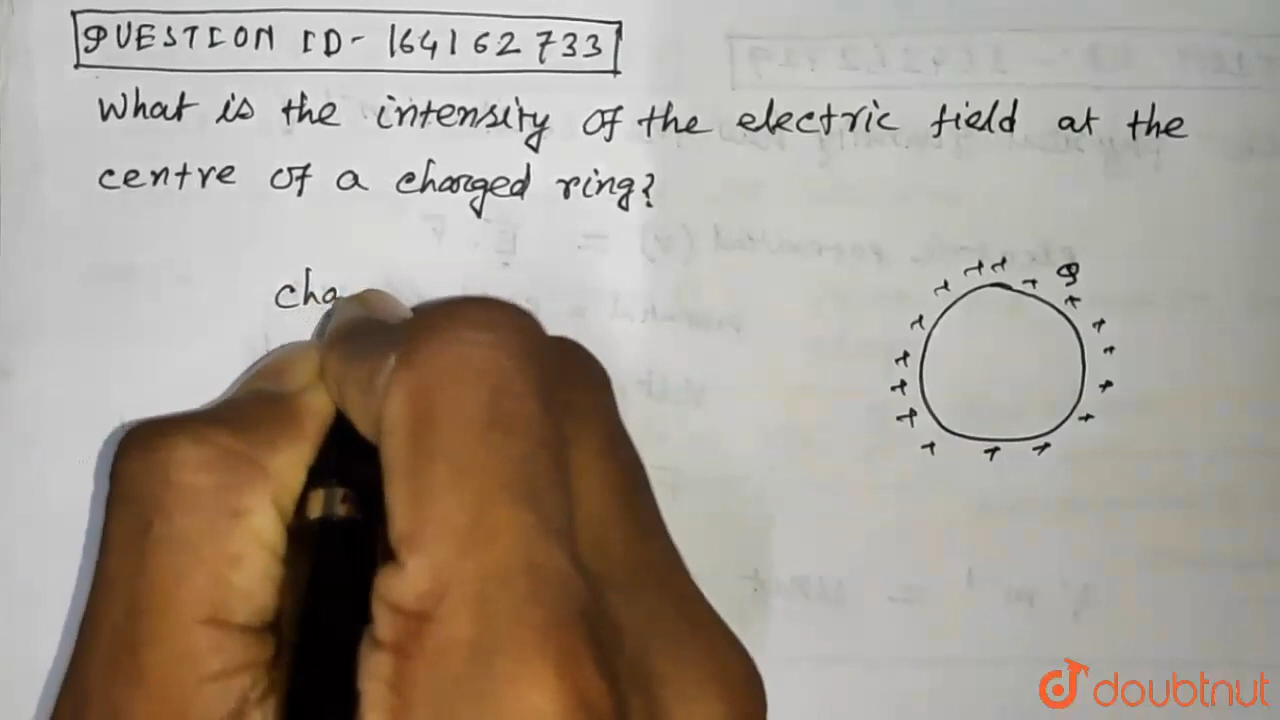 QUESTION ID- 164162733
What is the intensity of the electric field at the
centre of a charged ring?
cha
+ + + + + + + + + + + + + + + + Q
doubtnut